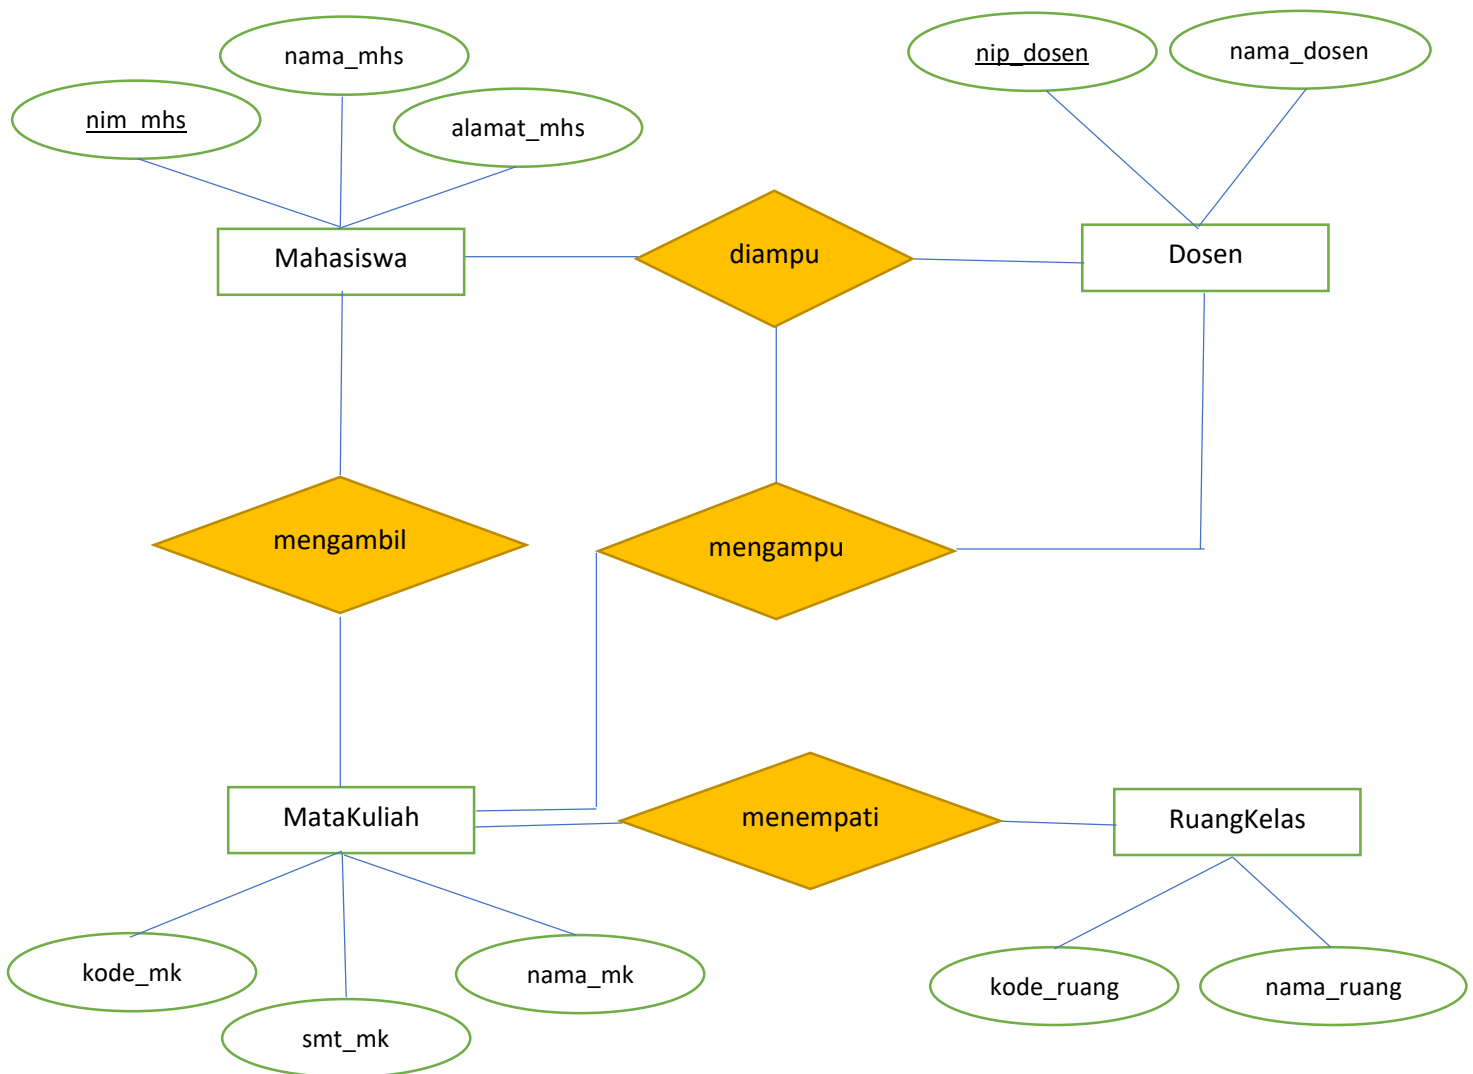 nama_mhs
nip_dosen
nama_dosen
nim_mhs
alamat_mhs
Mahasiswa
diampu
Dosen
mengambil
mengampu
MataKuliah
menempati
RuangKelas
kode_mk
nama_mk
kode_ruang
nama_ruang
smt_mk